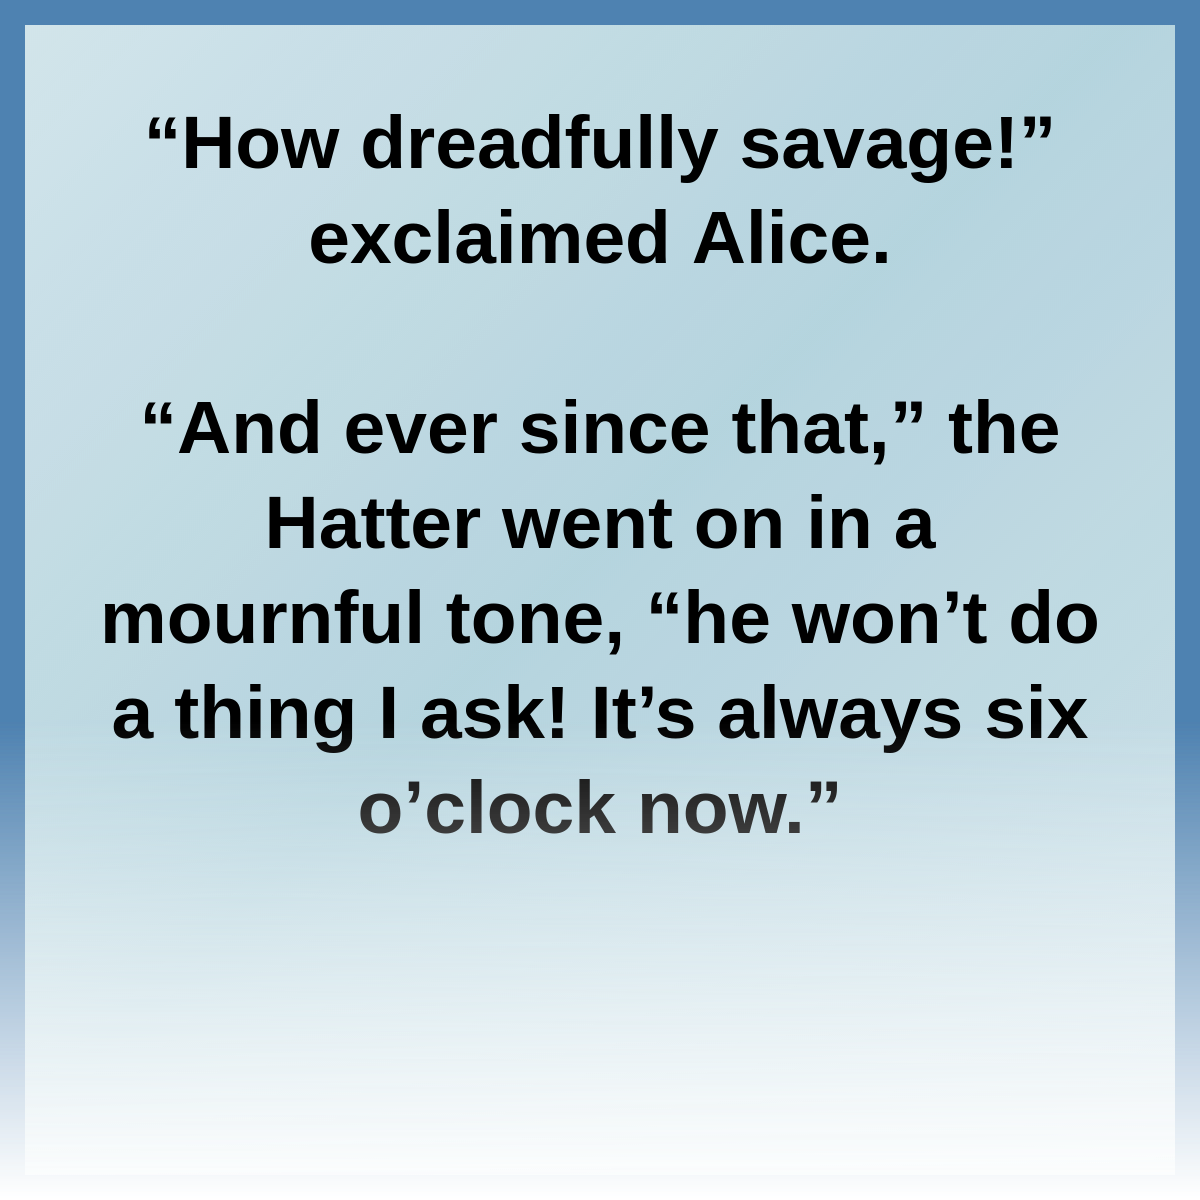 “How dreadfully savage!”
exclaimed Alice.
“And ever since that,” the
Hatter went on in a
mournful tone, “he won’t do
a thing I ask! It’s always six
o’clock now.”